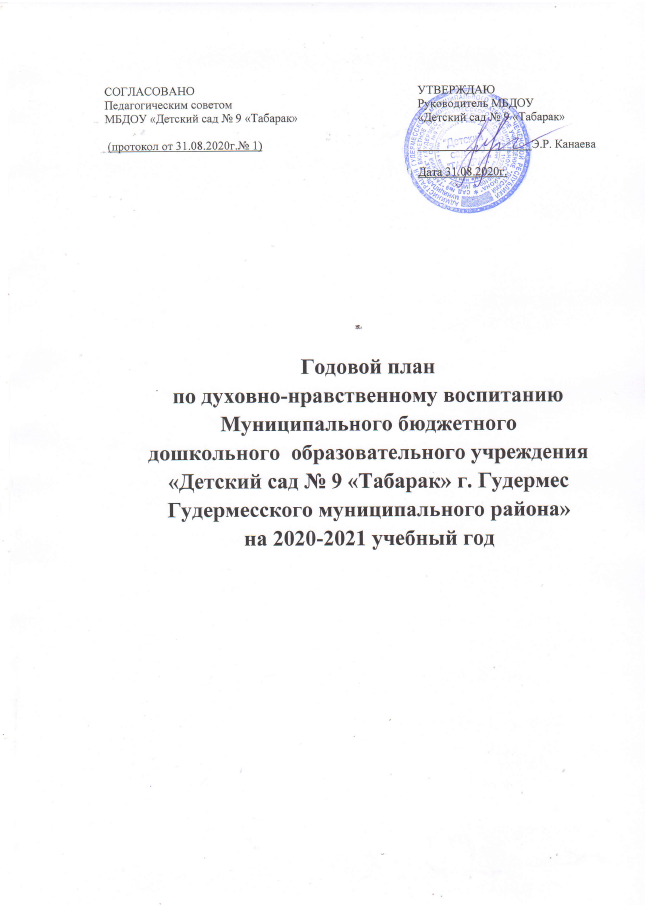 СОГЛАСОВАНО
Педагогическим советом
МБДОУ «Детский сад № 9 «Табарак»
(протокол от 31.08.2020г.№ 1)
УТВЕРЖДАЮ
Руководитель МБДОУ
«Детский сад № 9 «Табарак»
Э.Р. Канаева
Дата 31.08.2020г.
Годовой план
по духовно-нравственному воспитанию
Муниципального бюджетного
дошкольного образовательного учреждения
«Детский сад № 9 «Табарак» г. Гудермес
Гудермесского муниципального района»
на 2020-2021 учебный год